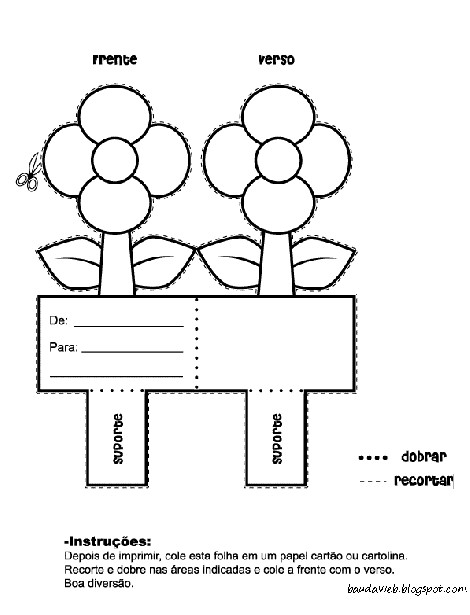 Frente
Verso
De:
Para:
suporte
suporte
dobrar
recortar
-Instruções:
Depois de imprimir, cole esta folha em um papel cartão ou cartolina.
Recorte e dobre nas áreas indicadas e cole a frente com o verso.
Boa diversão.
baudavieb.blogspot.com